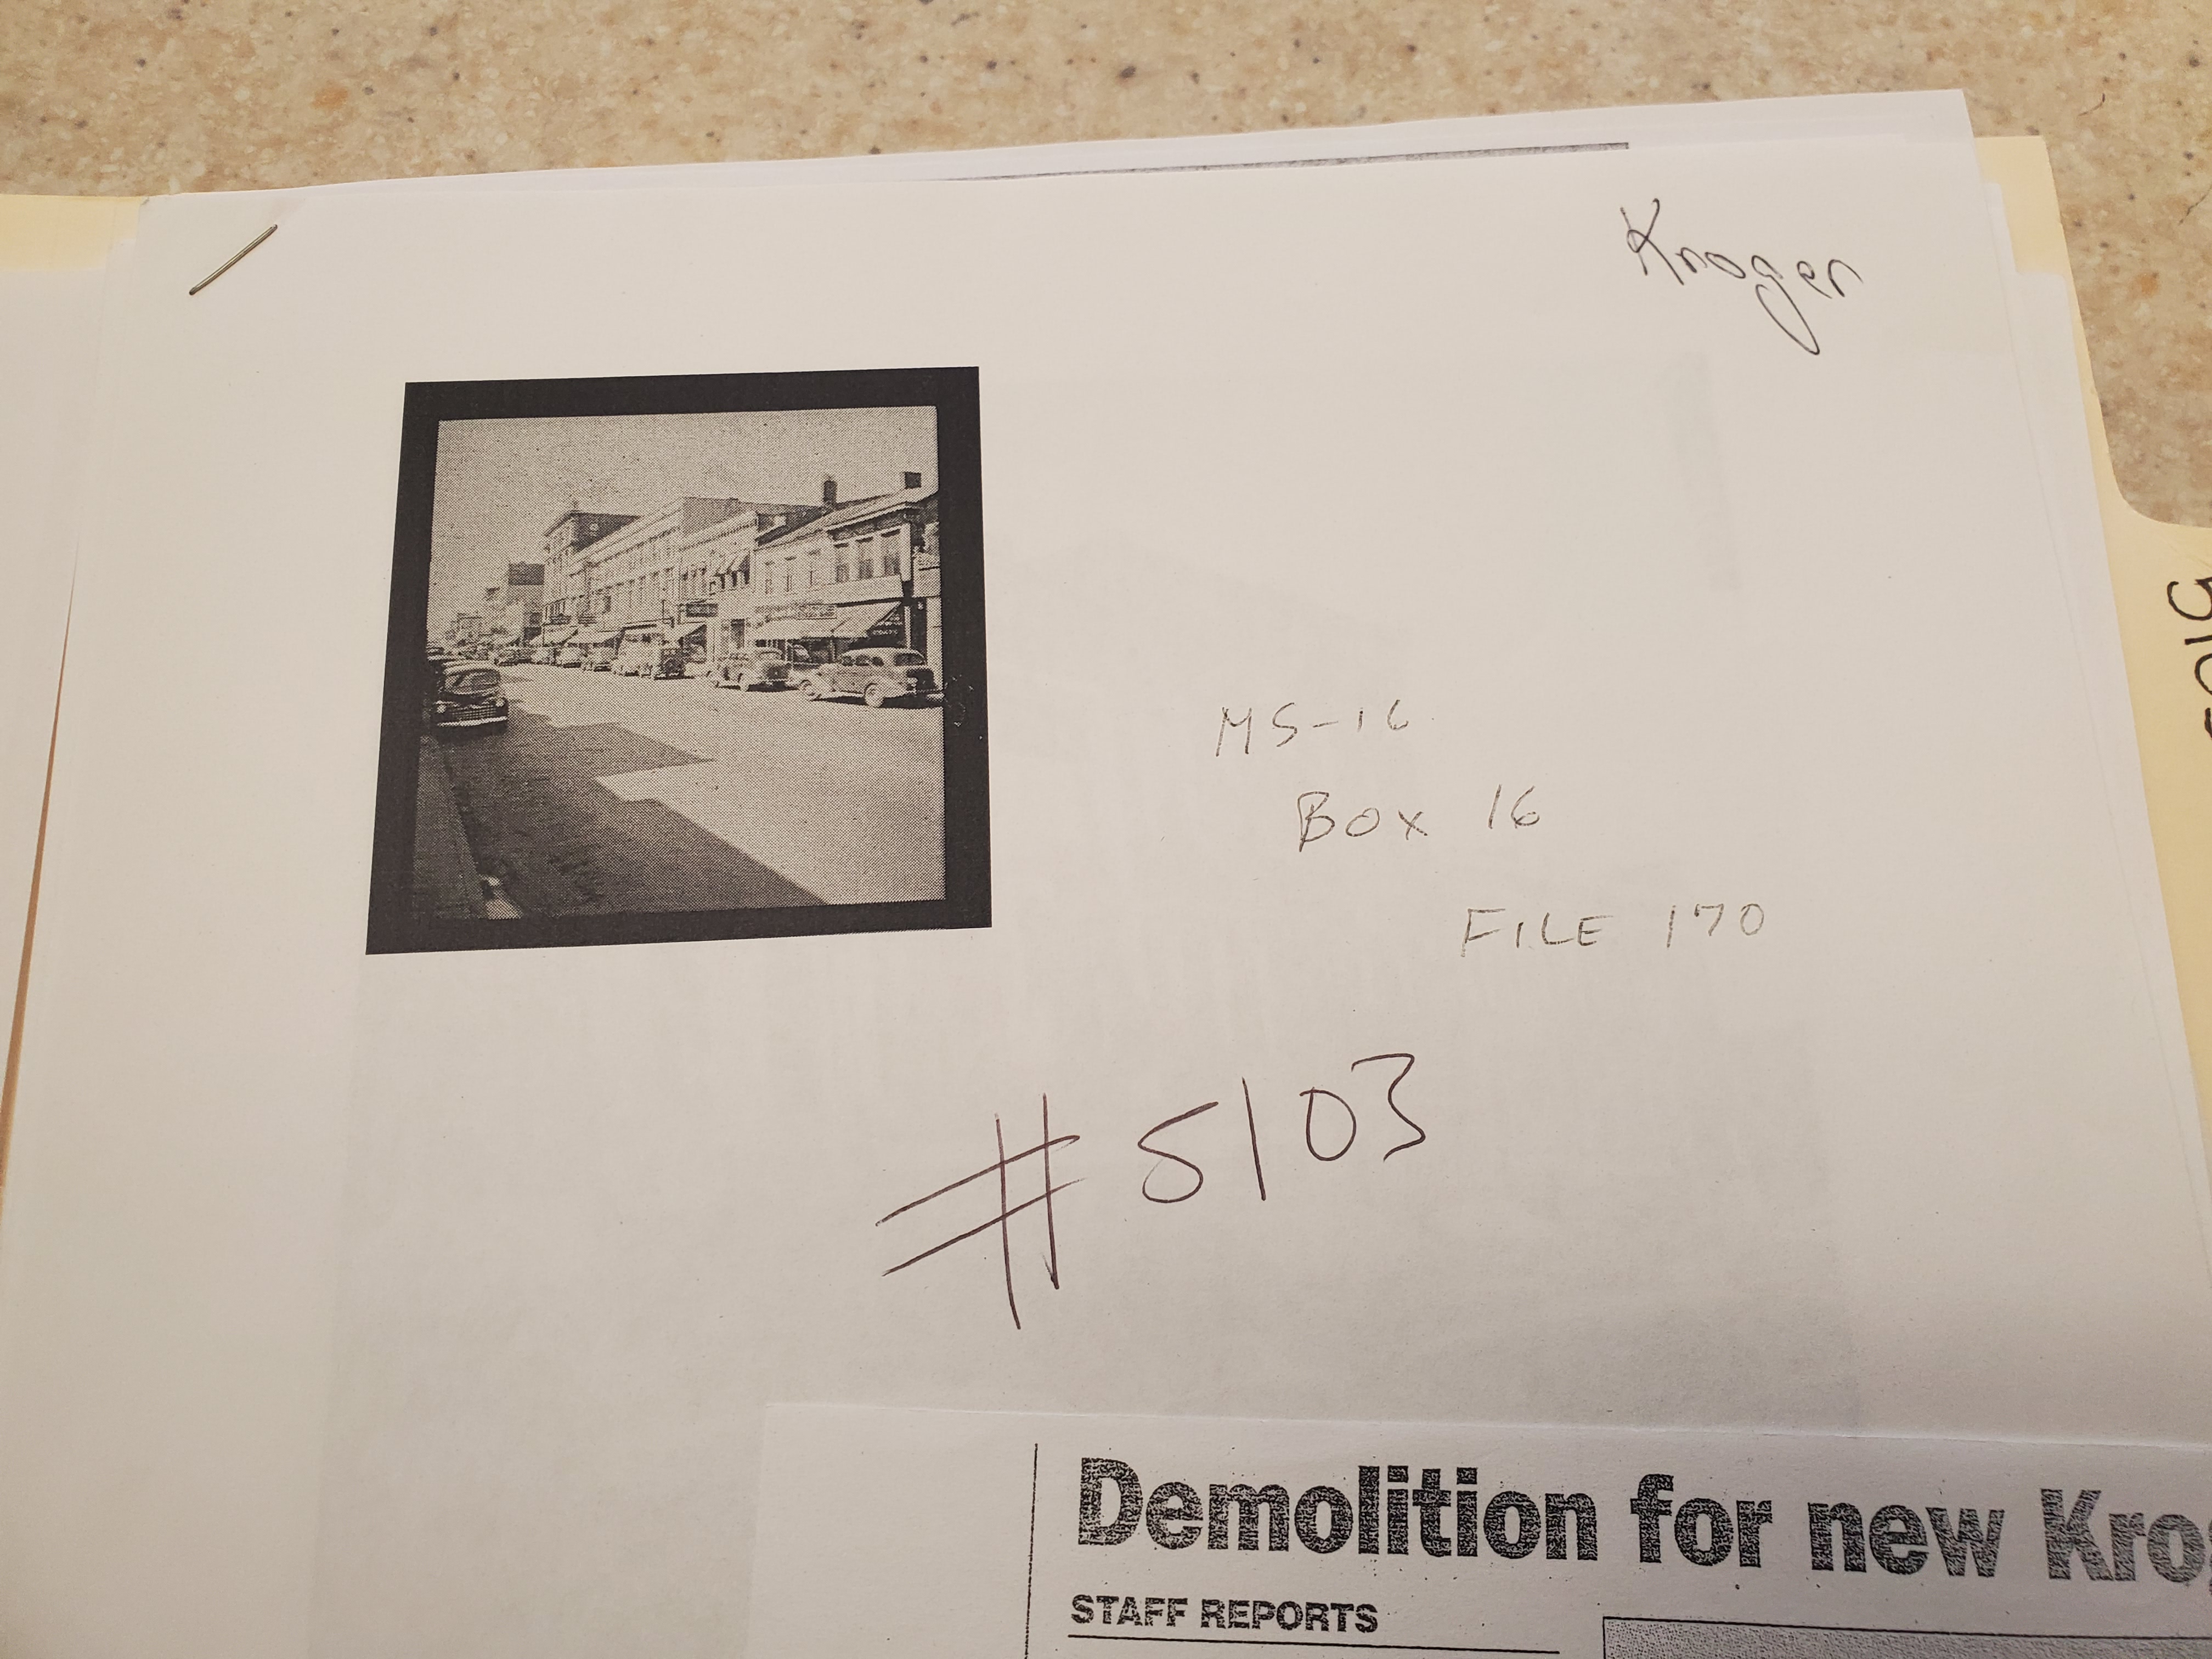 Kroger
MS-16
BOX 16
FILE 170
# 5103
Demolition for new Kro
STAFF REPORTS